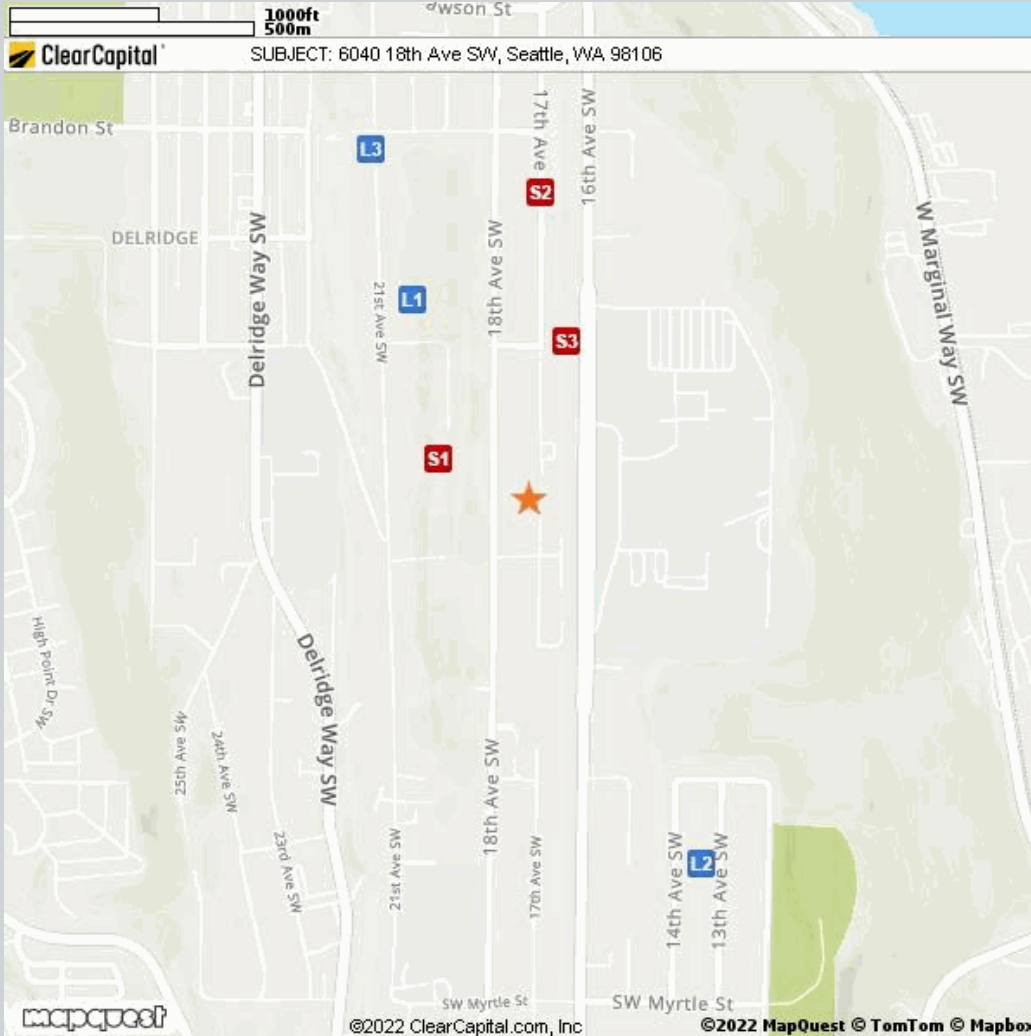 1000ft
500m
ClearCapital
SUBJECT: 6040 18th Ave SW, Seattle, WA 98106
Brandon St
17th Ave
16th Ave SW
L3
S2
W Marginal Way SW
DELRIDGE
Delridge Way SW
18th Ave SW
21st Ave SW
L1
S3
S1
High Point Dr SW
Delridge Way SW
25th Ave SW
24th Ave SW
18th Ave SW
23rd Ave SW
21st Ave SW
17th Ave SW
14th Ave SW
L2
13th Ave SW
SW Myrtle St
SW Myrtle St
mapquest
©2022 ClearCapital.com, Inc
©2022 MapQuest © TomTom © Mapbox